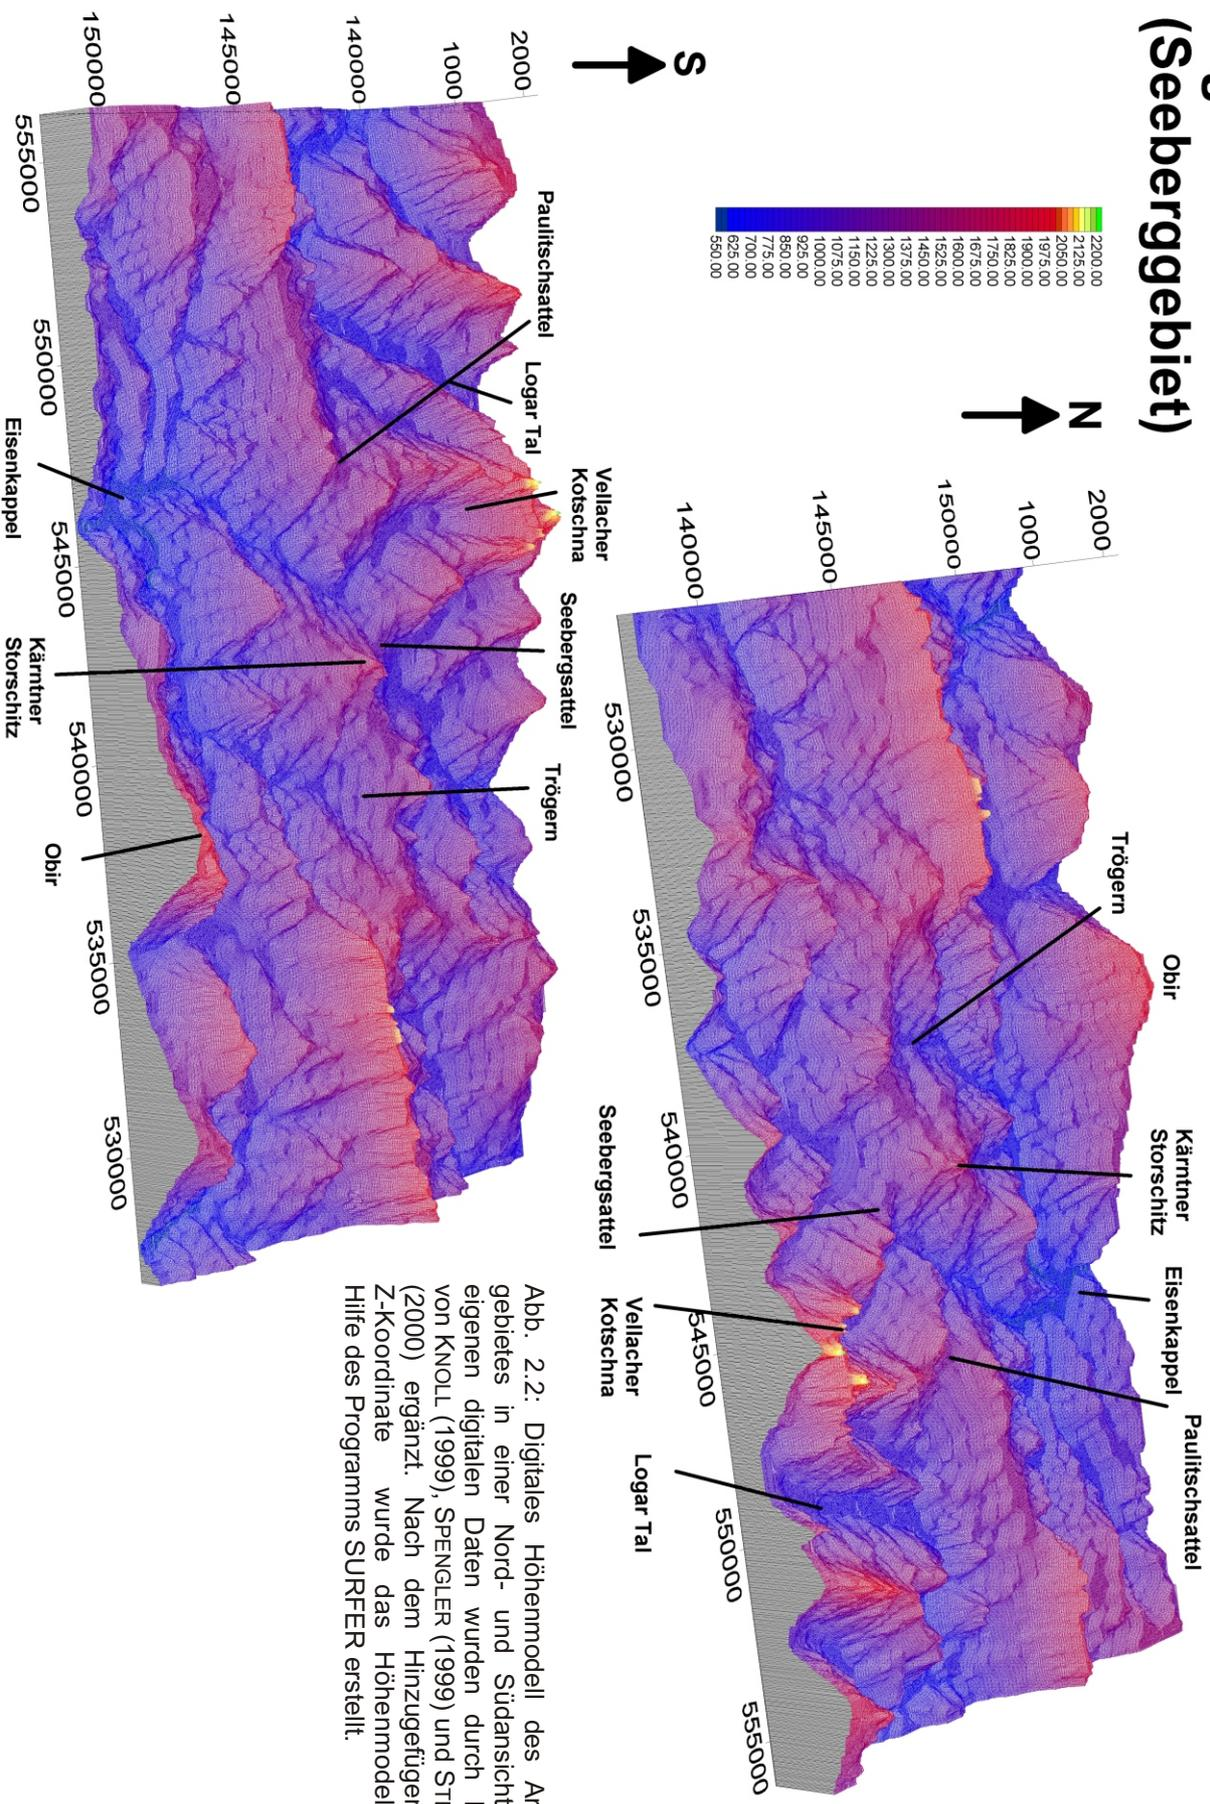 (Seeberggebiet)
N
Paulitschsattel
Kärntner
Storschitz
Eisenkappel
Obir
Trögern
2000
1000
150000
145000
140000
530000
535000
540000
545000
550000
555000
Seebergsattel
Vellacher
Kotschna
Logar Tal
2200.00
2125.00
2050.00
1975.00
1900.00
1825.00
1750.00
1675.00
1600.00
1525.00
1450.00
1375.00
1300.00
1225.00
1150.00
1075.00
1000.00
925.00
850.00
775.00
700.00
625.00
550.00
S
Vellacher
Kotschna
Paulitschsattel
Logar Tal
Seebergsattel
Trögern
2000
1000
140000
145000
150000
555000
550000
545000
540000
535000
530000
Eisenkappel
Kärntner
Storschitz
Obir
Abb. 2.2: Digitales Höhenmodell des
gebietes in einer Nord- und Südansicht
eigenen digitalen Daten wurden durch
von KNOLL (1999), SPENGLER (1999) und
(2000) ergänzt. Nach dem Hinzufügen
Z-Koordinate wurde das Höhenmodel
Hilfe des Programms SURFER erstellt.